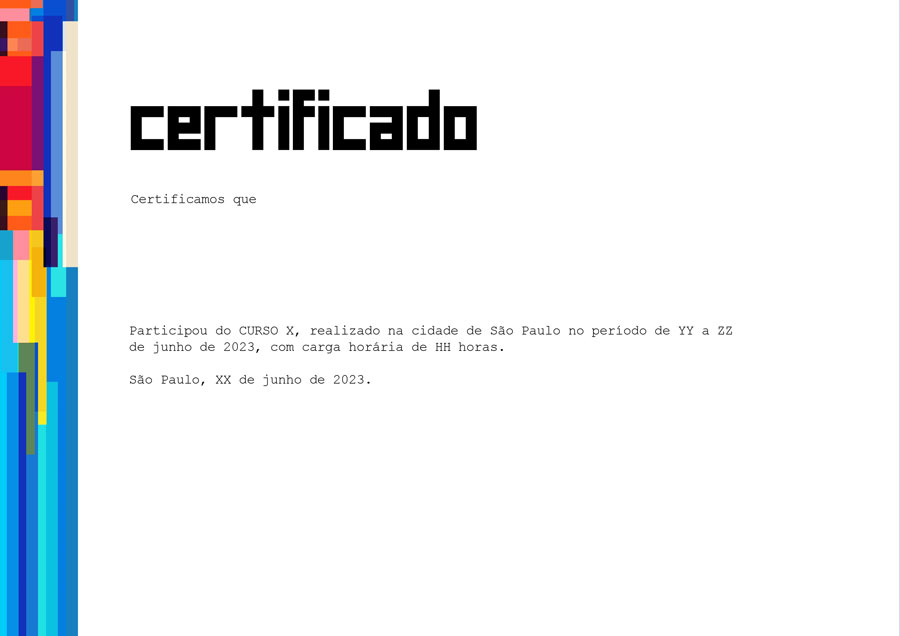 certificado
Certificamos que
Participou do CURSO X, realizado na cidade de São Paulo no período de YY a ZZ
de junho de 2023, com carga horária de HH horas.
São Paulo, XX de junho de 2023.